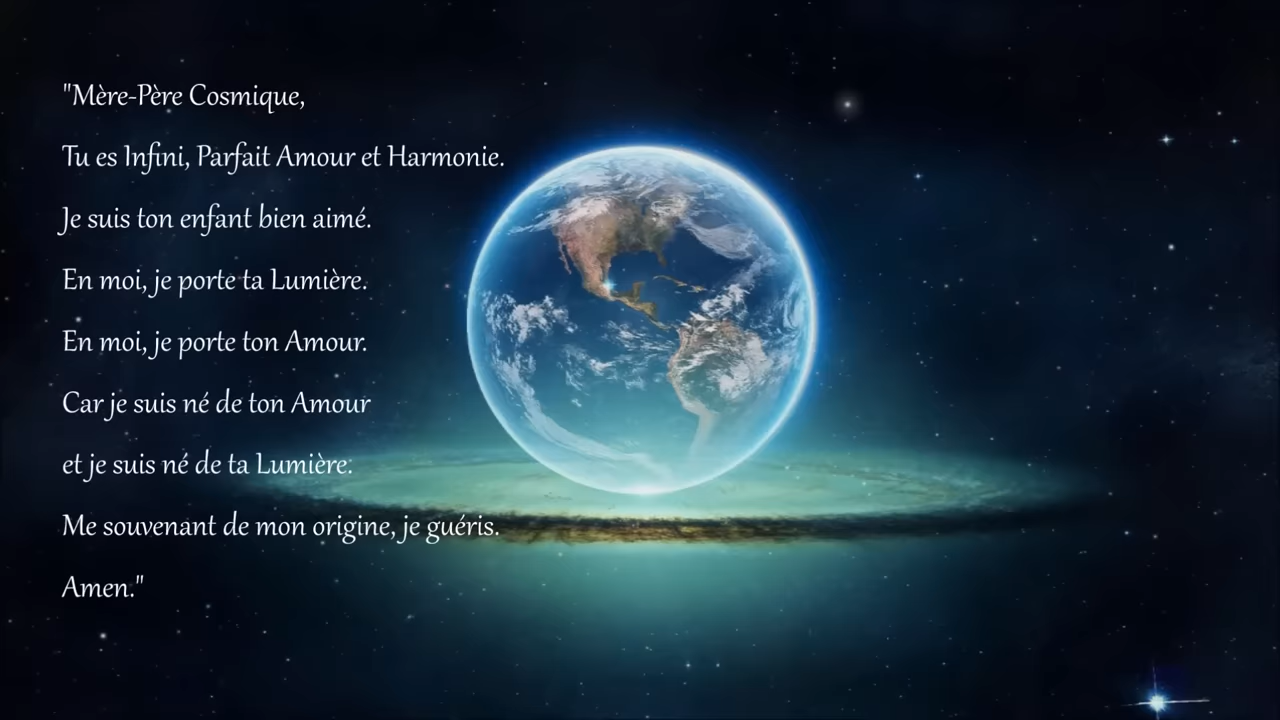 "Mère-Père Cosmique,
Tu es Infini, Parfait Amour et Harmonie.
Je suis ton enfant bien aimé.
En moi, je porte ta Lumière.
En moi, je porte ton Amour.
Car je suis né de ton Amour
et je suis né de ta Lumière:
Me souvenant de mon origine, je guéris.
Amen."